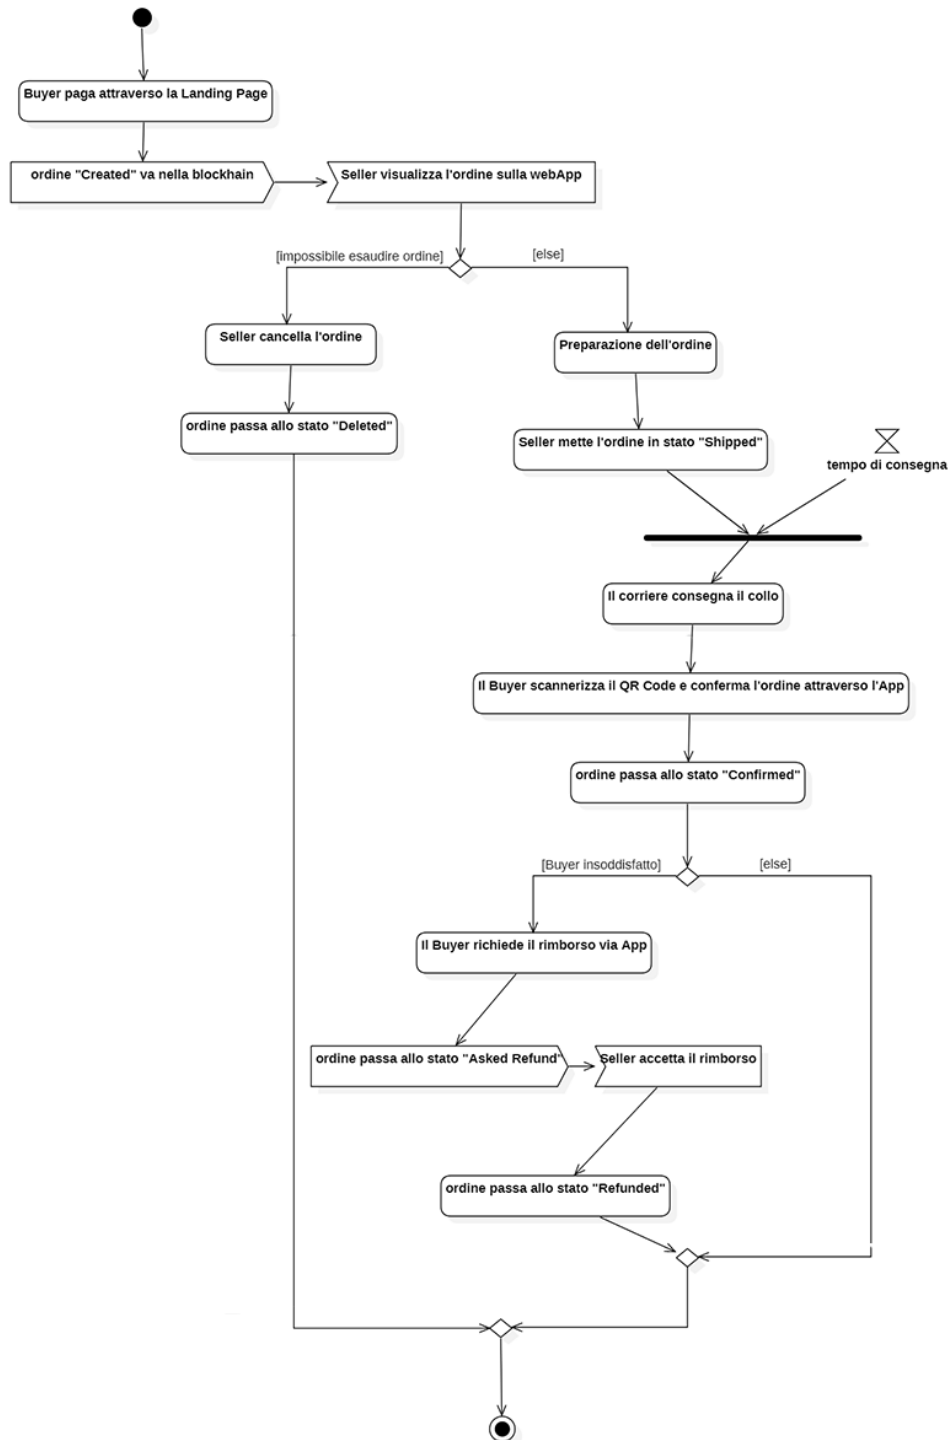 Buyer paga attraverso la Landing Page
ordine "Created" va nella blockhain
Seller visualizza l'ordine sulla webApp
[impossibile esaudire ordine]
[else]
Seller cancella l'ordine
Preparazione dell'ordine
ordine passa allo stato "Deleted"
Seller mette l'ordine in stato "Shipped"
tempo di consegna
Il corriere consegna il collo
Il Buyer scannerizza il QR Code e conferma l'ordine attraverso l'App
ordine passa allo stato "Confirmed"
[Buyer insoddisfatto]
[else]
Il Buyer richiede il rimborso via App
ordine passa allo stato "Asked Refund"
Seller accetta il rimborso
ordine passa allo stato "Refunded"